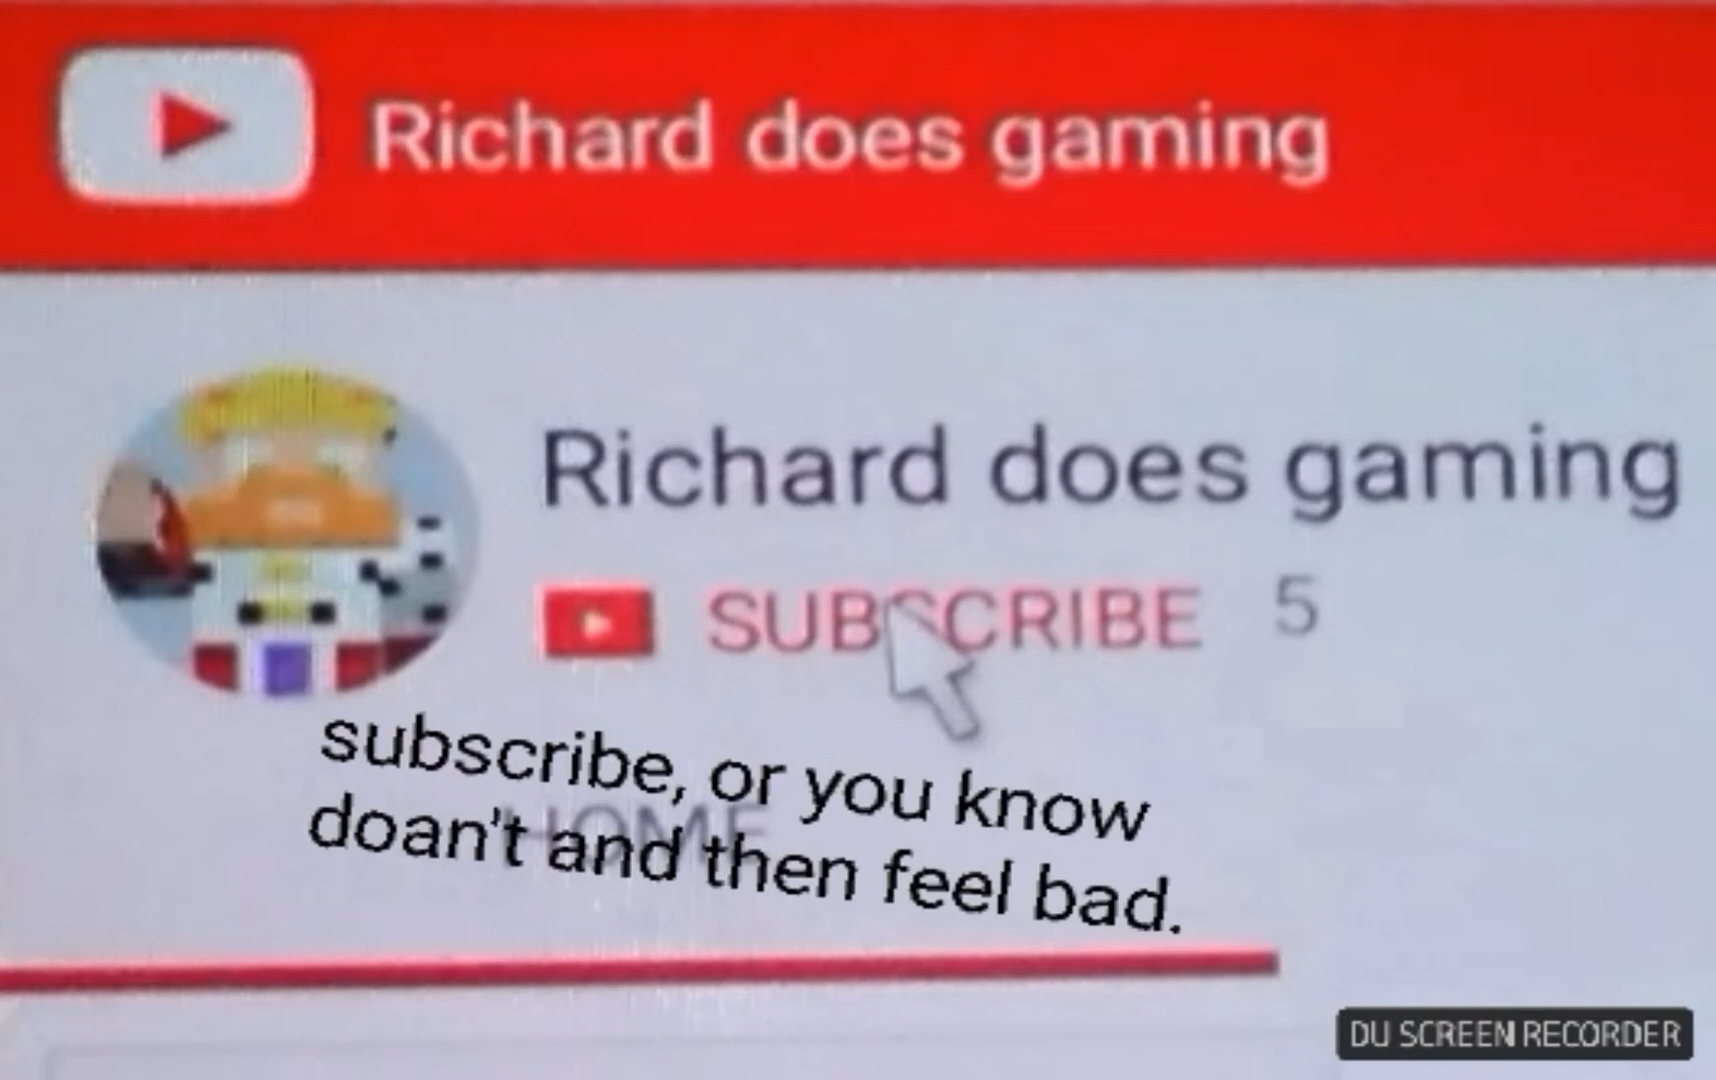 Richard does gaming
Richard does gaming
SUBSCRIBE 5
subscribe, or you know
HOME
doan't and then feel bad.
DU SCREEN RECORDER